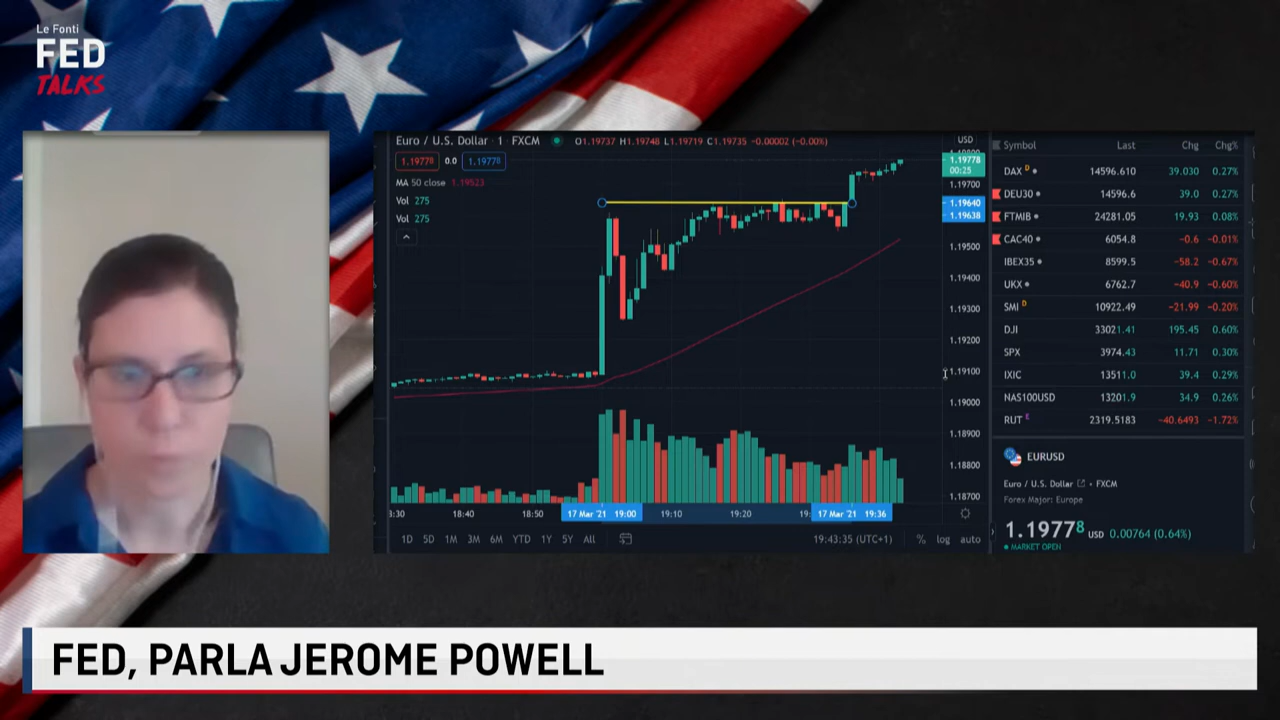 Le Fonti
FED
TALKS
Euro / U.S. Dollar · 1 · FXCM O1.19737 H1.19748 L1.19719 C1.19735 −0.00002 (−0.00%)
1.19778 0.0 1.19778
MA 50 close 1.19523
Vol 275
Vol 275
USD
1.19778
00:25
1.19700
1.19640
1.19638
1.19500
1.19400
1.19300
1.19200
1.19100
1.19000
1.18900
1.18800
1.18700
:30 18:40 18:50 17 Mar '21 19:00 19:10 19:20 19: 17 Mar '21 19:36
1D 5D 1M 3M 6M YTD 1Y 5Y All 19:43:35 (UTC+1) % log auto
Symbol Last Chg Chg%
DAX D 14596.610 39.030 0.27%
DEU30 14596.6 39.0 0.27%
FTMIB 24281.05 19.93 0.08%
CAC40 6054.8 −0.6 −0.01%
IBEX35 8599.5 −58.2 −0.67%
UKX 6762.7 −40.9 −0.60%
SMI D 10922.49 −21.99 −0.20%
DJI 33021.41 195.45 0.60%
SPX 3974.43 11.71 0.30%
IXIC 13511.0 39.4 0.29%
NAS100USD 13201.9 34.9 0.26%
RUT 2319.5183 −40.6493 −1.72%
EURUSD
Euro / U.S. Dollar · FXCM
Forex Major: Europe
1.19778 USD 0.00764 (0.64%)
MARKET OPEN
FED, PARLA JEROME POWELL